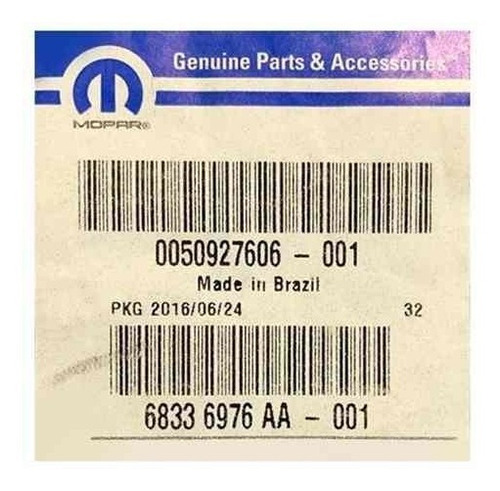 Genuine Parts & Accessories
MOPAR®
0050927606 - 001
Made in Brazil
PKG 2016/06/24 32
6833 6976 AA - 001